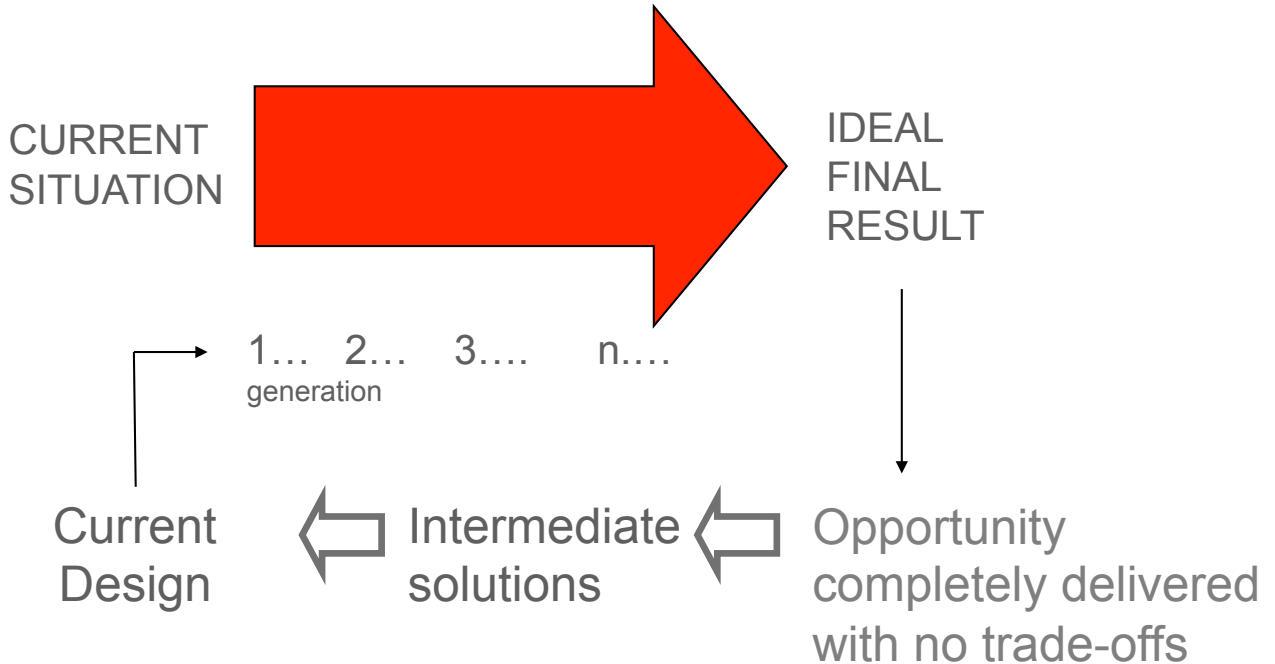 CURRENT
SITUATION
IDEAL
FINAL
RESULT
1… 2… 3…. n….
generation
Current
Design
Intermediate
solutions
Opportunity
completely delivered
with no trade-offs